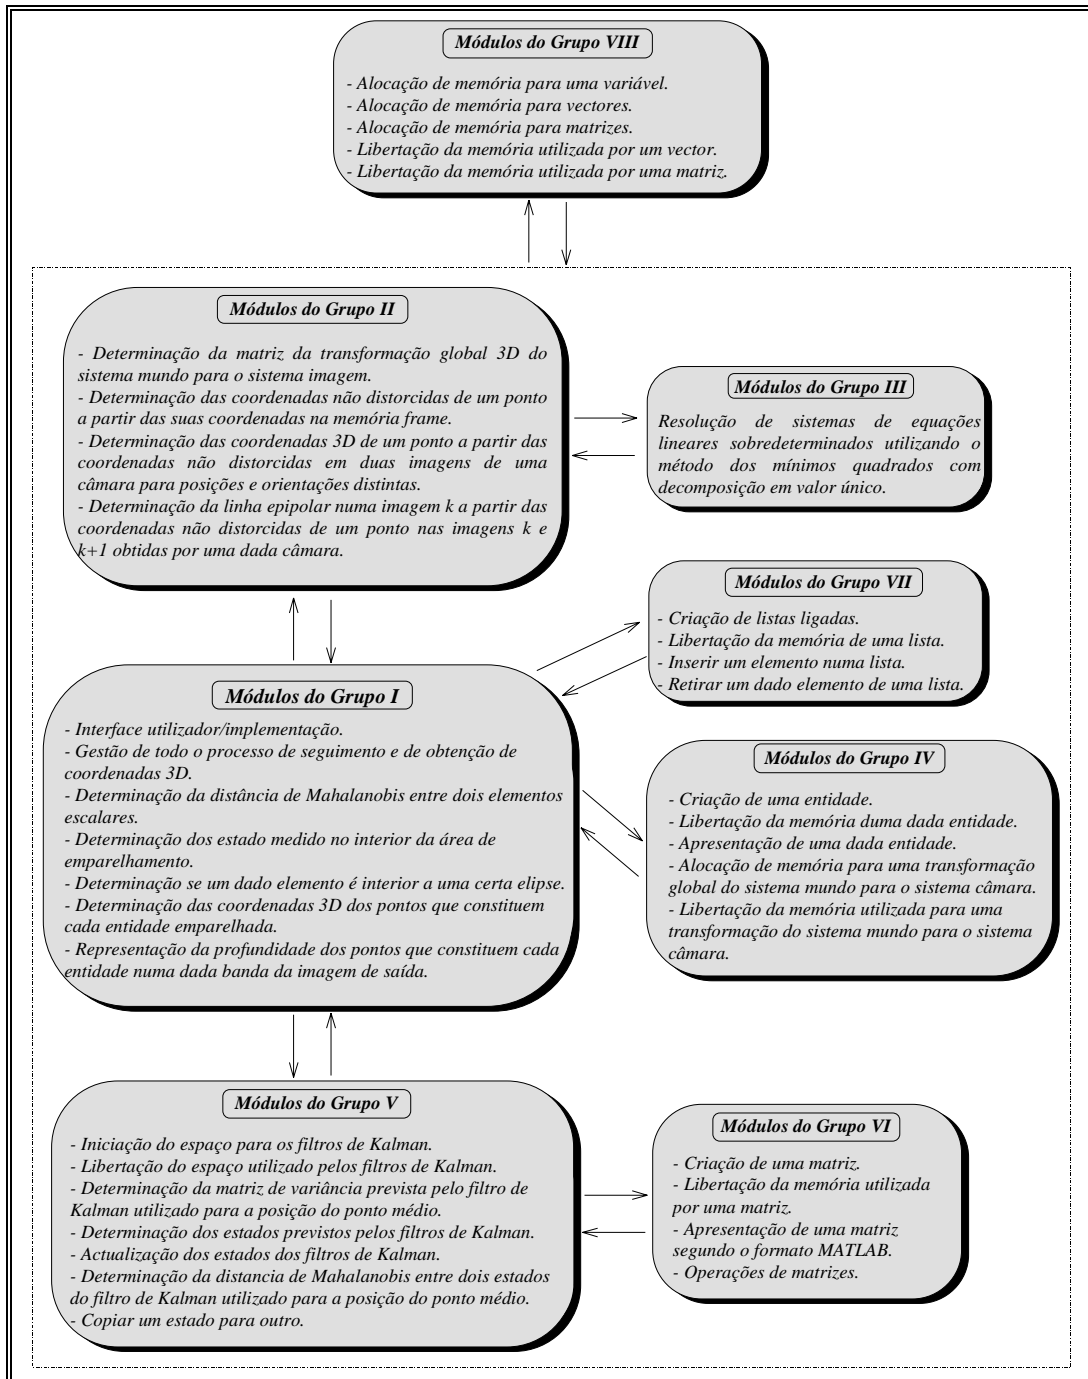 Módulos do Grupo VIII
- Alocação de memória para uma variável.
- Alocação de memória para vectores.
- Alocação de memória para matrizes.
- Libertação da memória utilizada por um vector.
- Libertação da memória utilizada por uma matriz.
Módulos do Grupo II
- Determinação da matriz da transformação global 3D do
sistema mundo para o sistema imagem.
- Determinação das coordenadas não distorcidas de um ponto
a partir das suas coordenadas na memória frame.
- Determinação das coordenadas 3D de um ponto a partir das
coordenadas não distorcidas em duas imagens de uma
câmara para posições e orientações distintas.
- Determinação da linha epipolar numa imagem k a partir das
coordenadas não distorcidas de um ponto nas imagens k e
k+1 obtidas por uma dada câmara.
Módulos do Grupo III
Resolução de sistemas de equações
lineares sobredeterminados utilizando o
método dos mínimos quadrados com
decomposição em valor único.
Módulos do Grupo VII
- Criação de listas ligadas.
- Libertação da memória de uma lista.
- Inserir um elemento numa lista.
- Retirar um dado elemento de uma lista.
Módulos do Grupo I
- Interface utilizador/implementação.
- Gestão de todo o processo de seguimento e de obtenção de
coordenadas 3D.
- Determinação da distância de Mahalanobis entre dois elementos
escalares.
- Determinação dos estado medido no interior da área de
emparelhamento.
- Determinação se um dado elemento é interior a uma certa elipse.
- Determinação das coordenadas 3D dos pontos que constituem
cada entidade emparelhada.
- Representação da profundidade dos pontos que constituem cada
entidade numa dada banda da imagem de saída.
Módulos do Grupo IV
- Criação de uma entidade.
- Libertação da memória duma dada entidade.
- Apresentação de uma dada entidade.
- Alocação de memória para uma transformação
global do sistema mundo para o sistema câmara.
- Libertação da memória utilizada para uma
transformação do sistema mundo para o sistema
câmara.
Módulos do Grupo V
- Iniciação do espaço para os filtros de Kalman.
- Libertação do espaço utilizado pelos filtros de Kalman.
- Determinação da matriz de variância prevista pelo filtro de
Kalman utilizado para a posição do ponto médio.
- Determinação dos estados previstos pelos filtros de Kalman.
- Actualização dos estados dos filtros de Kalman.
- Determinação da distancia de Mahalanobis entre dois estados
do filtro de Kalman utilizado para a posição do ponto médio.
- Copiar um estado para outro.
Módulos do Grupo VI
- Criação de uma matriz.
- Libertação da memória utilizada
por uma matriz.
- Apresentação de uma matriz
segundo o formato MATLAB.
- Operações de matrizes.